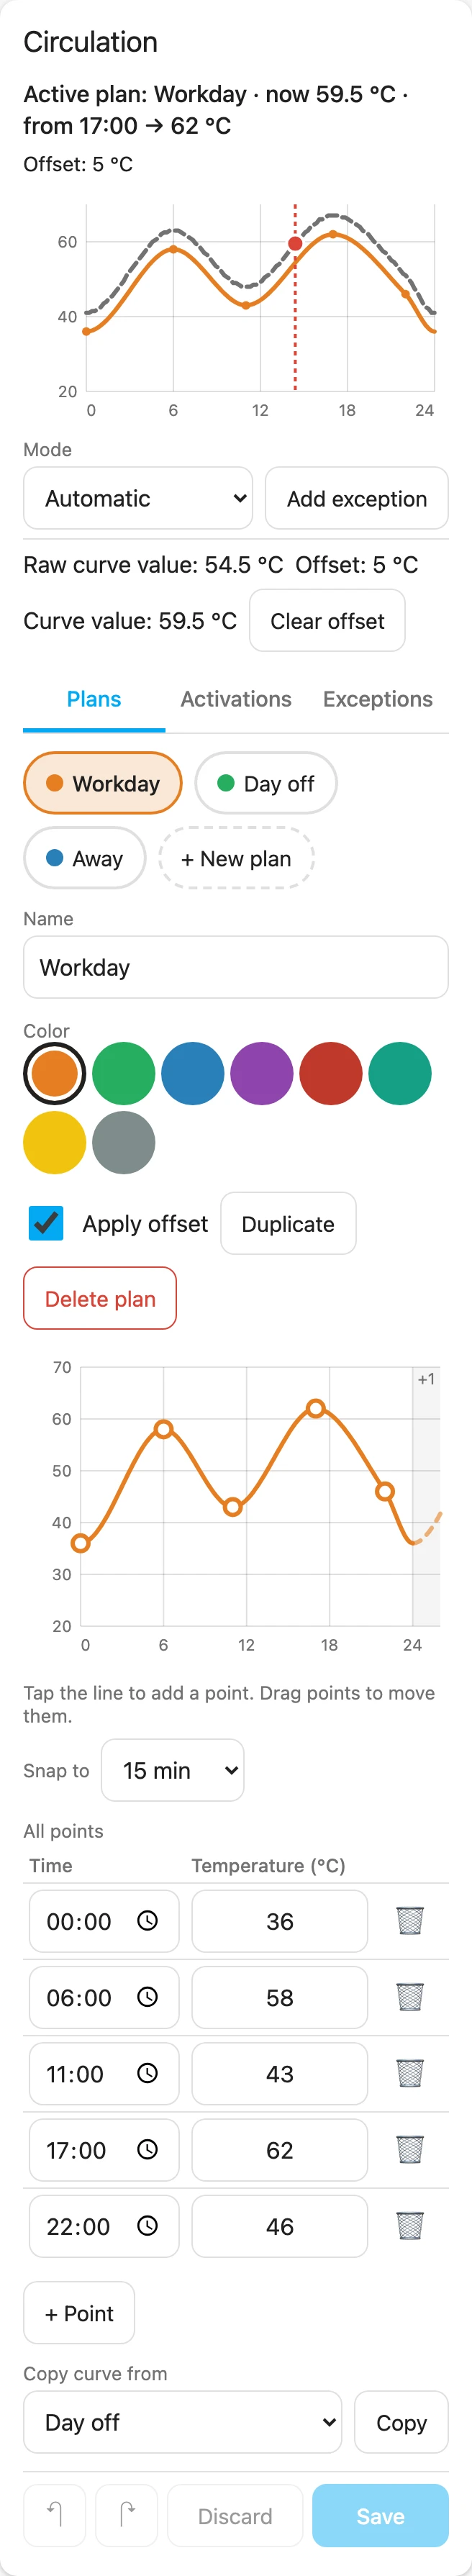 Circulation
Active plan: Workday · now 59.5 °C ·
from 17:00 → 62 °C
Offset: 5 °C
60
40
20
0 6 12 18 24
Mode
Automatic Add exception
Raw curve value: 54.5 °C Offset: 5 °C
Curve value: 59.5 °C Clear offset
Plans Activations Exceptions
Workday Day off
Away + New plan
Name
Workday
Color
Apply offset Duplicate
Delete plan
70
+1
60
50
40
30
20
0 6 12 18 24
Tap the line to add a point. Drag points to move
them.
Snap to 15 min
All points
Time Temperature (°C)
00:00 36
06:00 58
11:00 43
17:00 62
22:00 46
+ Point
Copy curve from
Day off Copy
Discard Save